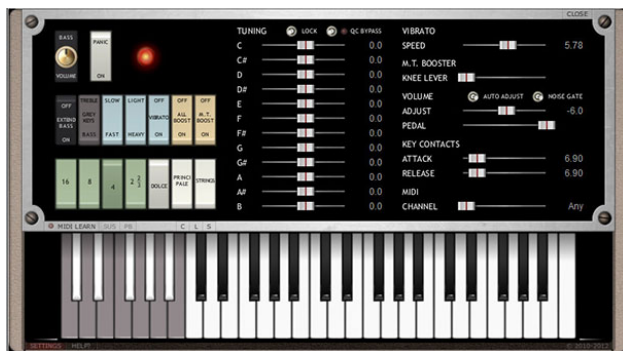 CLOSE
BASS
VOLUME
PANIC
ON
OFF
EXTEND
BASS
ON
TREBLE
GREY
KEYS
BASS
SLOW
FAST
LIGHT
HEAVY
OFF
VIBRATO
ON
OFF
ALL
BOOST
ON
OFF
M.T.
BOOST
ON
16
8
4
2 2/3
DOLCE
PRINCI
PALE
STRINGS
TUNING LOCK QC BYPASS
C 0.0
C# 0.0
D 0.0
D# 0.0
E 0.0
F 0.0
F# 0.0
G 0.0
G# 0.0
A 0.0
A# 0.0
B 0.0
VIBRATO
SPEED 5.78
M.T. BOOSTER
KNEE LEVER
VOLUME AUTO ADJUST NOISE GATE
ADJUST -6.0
PEDAL
KEY CONTACTS
ATTACK 6.90
RELEASE 6.90
MIDI
CHANNEL Any
MIDI LEARN SUS PB C L S
SETTINGS HELP? © 2010-2012